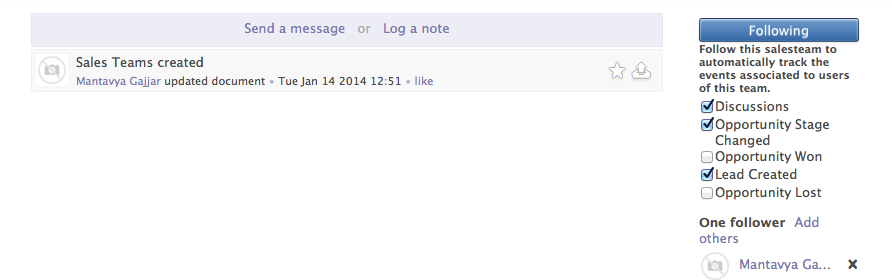 Send a message or Log a note
Sales Teams created
Mantavya Gajjar updated document • Tue Jan 14 2014 12:51 • like
Following
Follow this salesteam to
automatically track the
events associated to users
of this team.
Discussions
Opportunity Stage
Changed
Opportunity Won
Lead Created
Opportunity Lost
One follower Add
others
Mantavya Ga...